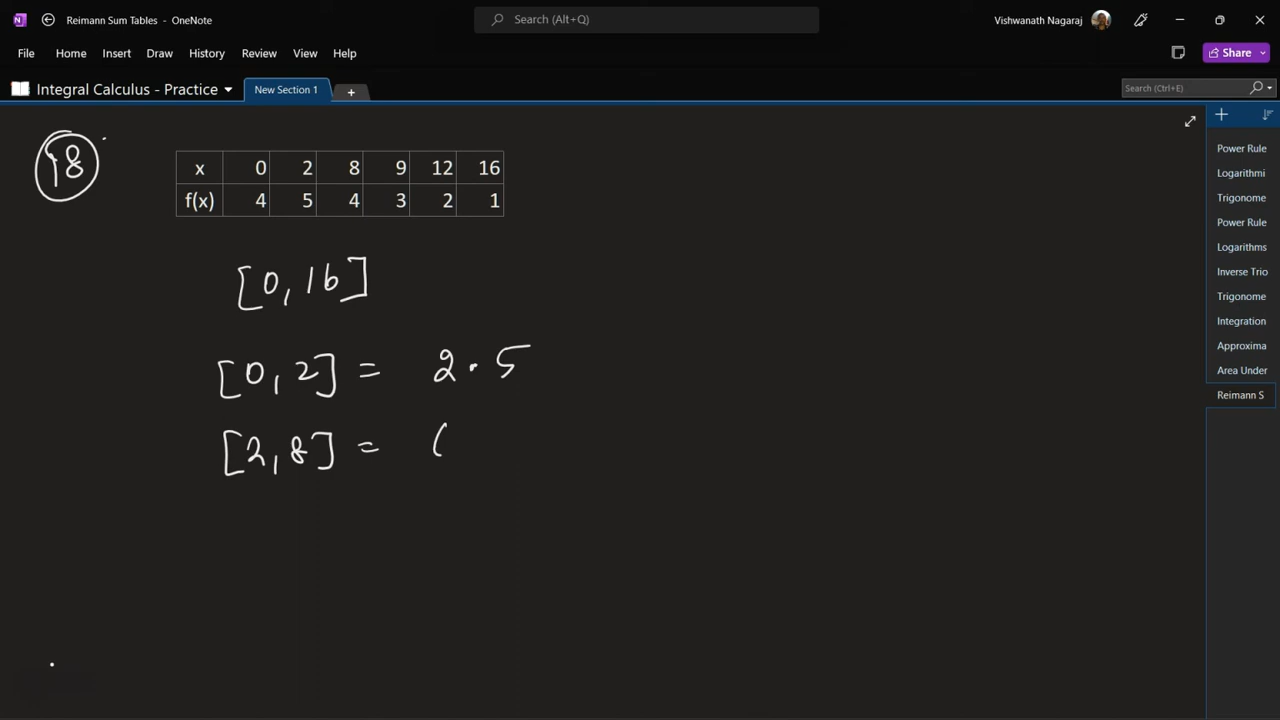 Reimann Sum Tables - OneNote
Search (Alt+Q)
Vishwanath Nagaraj
File Home Insert Draw History Review View Help
Share
Integral Calculus - Practice
New Section 1
Search (Ctrl+E)
18
x 0 2 8 9 12 16
f(x) 4 5 4 3 2 1
[0, 16]
[0, 2] = 2 · 5
[2, 8] = (
Power Rule
Logarithmi
Trigonome
Power Rule
Logarithms
Inverse Trio
Trigonome
Integration
Approxima
Area Under
Reimann S